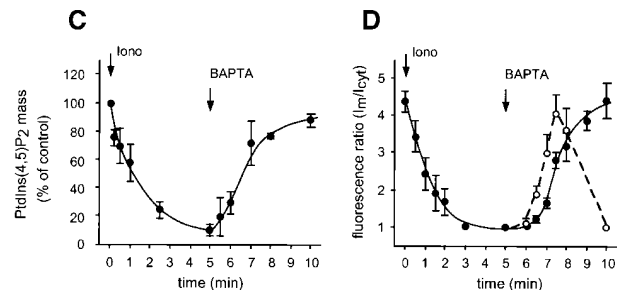 C
Iono
BAPTA
PtdIns(4,5)P2 mass
(% of control)
120
100
80
60
40
20
0
0 1 2 3 4 5 6 7 8 9 10
time (min)
D
Iono
BAPTA
fluorescence ratio (Im/Icyt)
5
4
3
2
1
0 1 2 3 4 5 6 7 8 9 10
time (min)